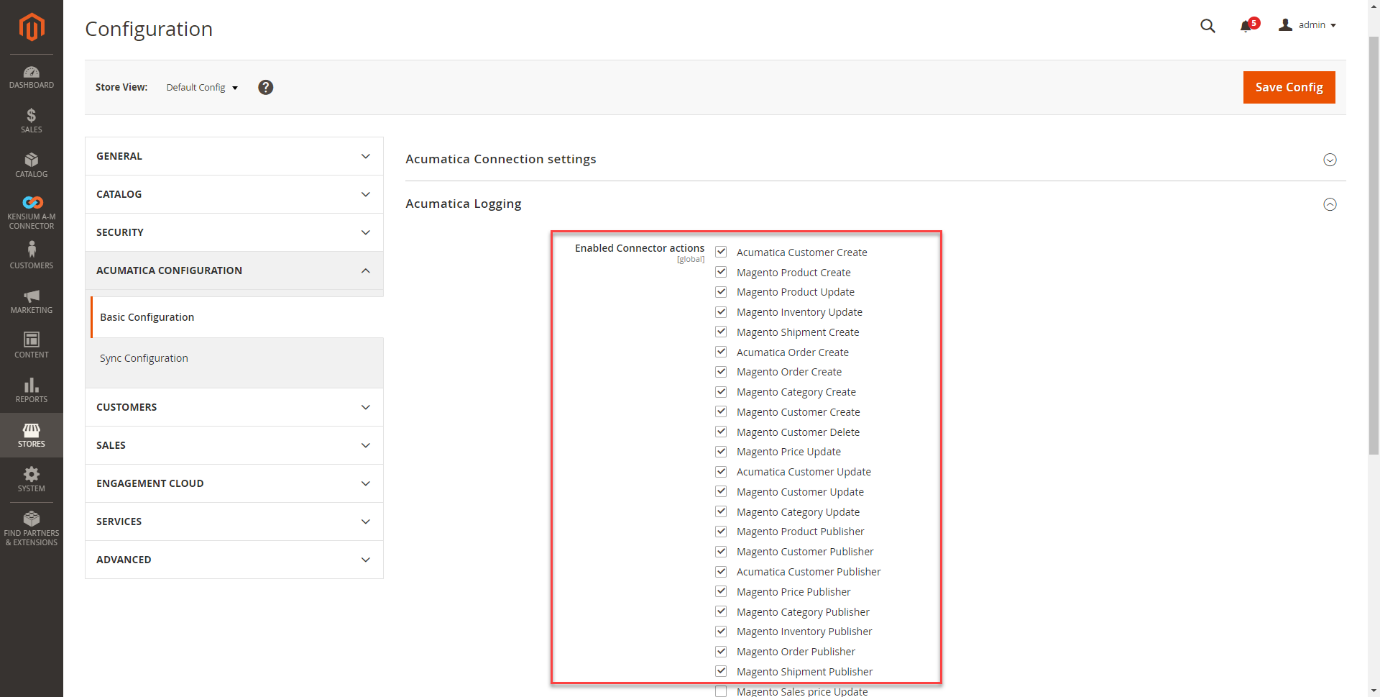 Configuration
5
admin
DASHBOARD
SALES
CATALOG
KENSIUM A-M
CONNECTOR
CUSTOMERS
MARKETING
CONTENT
REPORTS
STORES
SYSTEM
FIND PARTNERS
& EXTENSIONS
Store View:
Default Config
?
Save Config
GENERAL
CATALOG
SECURITY
ACUMATICA CONFIGURATION
Basic Configuration
Sync Configuration
CUSTOMERS
SALES
ENGAGEMENT CLOUD
SERVICES
ADVANCED
Acumatica Connection settings
Acumatica Logging
Enabled Connector actions
[global]
Acumatica Customer Create
Magento Product Create
Magento Product Update
Magento Inventory Update
Magento Shipment Create
Acumatica Order Create
Magento Order Create
Magento Category Create
Magento Customer Create
Magento Customer Delete
Magento Price Update
Acumatica Customer Update
Magento Customer Update
Magento Category Update
Magento Product Publisher
Magento Customer Publisher
Acumatica Customer Publisher
Magento Price Publisher
Magento Category Publisher
Magento Inventory Publisher
Magento Order Publisher
Magento Shipment Publisher
Magento Sales price Update